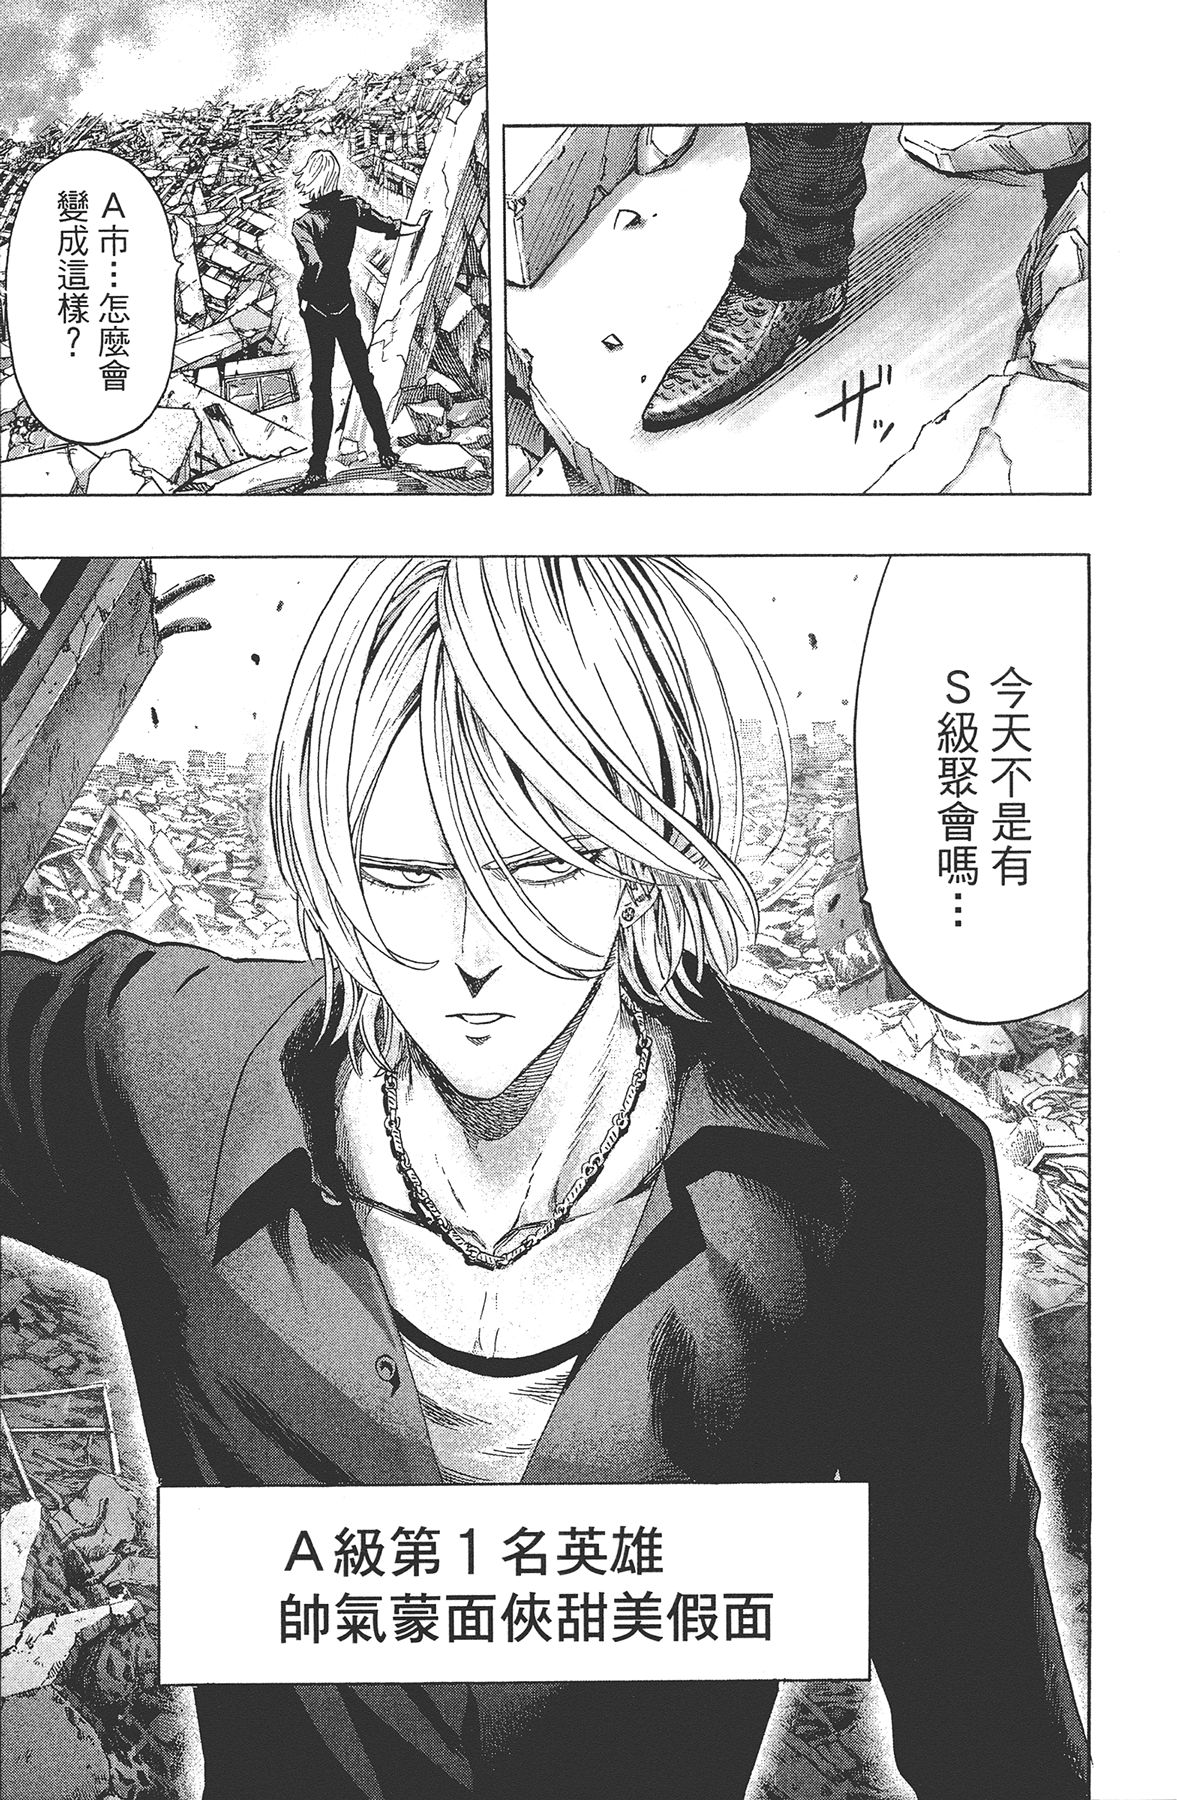 ザッ
A市…怎麼會
變成這樣？
今天不是有
S級聚會嗎…
A級第1名英雄
帥氣蒙面俠甜美假面